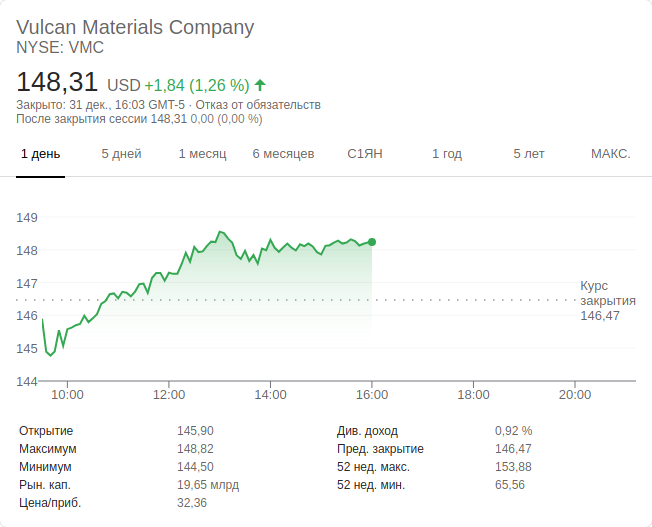 Vulcan Materials Company
NYSE: VMC
148,31 USD +1,84 (1,26 %)
Закрыто: 31 дек., 16:03 GMT-5 · Отказ от обязательств
После закрытия сессии 148,31 0,00 (0,00 %)
1 день 5 дней 1 месяц 6 месяцев С1ЯН 1 год 5 лет МАКС.
149
148
147
Курс
закрытия
146,47
146
145
144
10:00 12:00 14:00 16:00 18:00 20:00
Открытие 145,90 Див. доход 0,92 %
Максимум 148,82 Пред. закрытие 146,47
Минимум 144,50 52 нед. макс. 153,88
Рын. кап. 19,65 млрд 52 нед. мин. 65,56
Цена/приб. 32,36